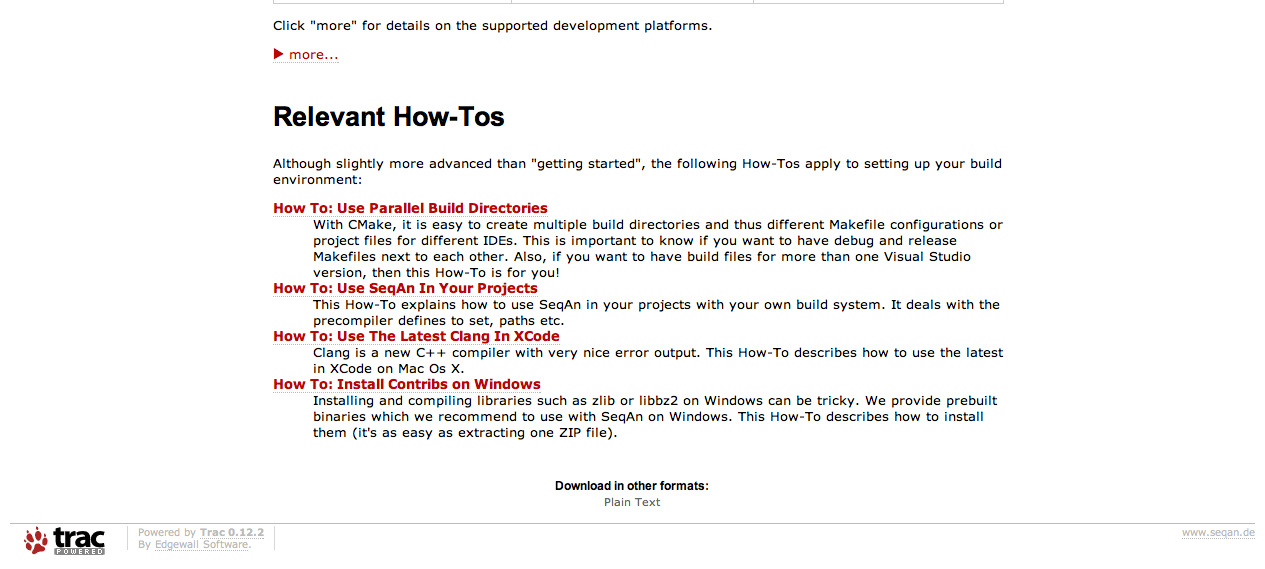 Click "more" for details on the supported development platforms.
more...
Relevant How-Tos
Although slightly more advanced than "getting started", the following How-Tos apply to setting up your build
environment:
How To: Use Parallel Build Directories
With CMake, it is easy to create multiple build directories and thus different Makefile configurations or
project files for different IDEs. This is important to know if you want to have debug and release
Makefiles next to each other. Also, if you want to have build files for more than one Visual Studio
version, then this How-To is for you!
How To: Use SeqAn In Your Projects
This How-To explains how to use SeqAn in your projects with your own build system. It deals with the
precompiler defines to set, paths etc.
How To: Use The Latest Clang In XCode
Clang is a new C++ compiler with very nice error output. This How-To describes how to use the latest
in XCode on Mac Os X.
How To: Install Contribs on Windows
Installing and compiling libraries such as zlib or libbz2 on Windows can be tricky. We provide prebuilt
binaries which we recommend to use with SeqAn on Windows. This How-To describes how to install
them (it's as easy as extracting one ZIP file).
Download in other formats:
Plain Text
trac
POWERED
Powered by Trac 0.12.2
By Edgewall Software.
www.seqan.de